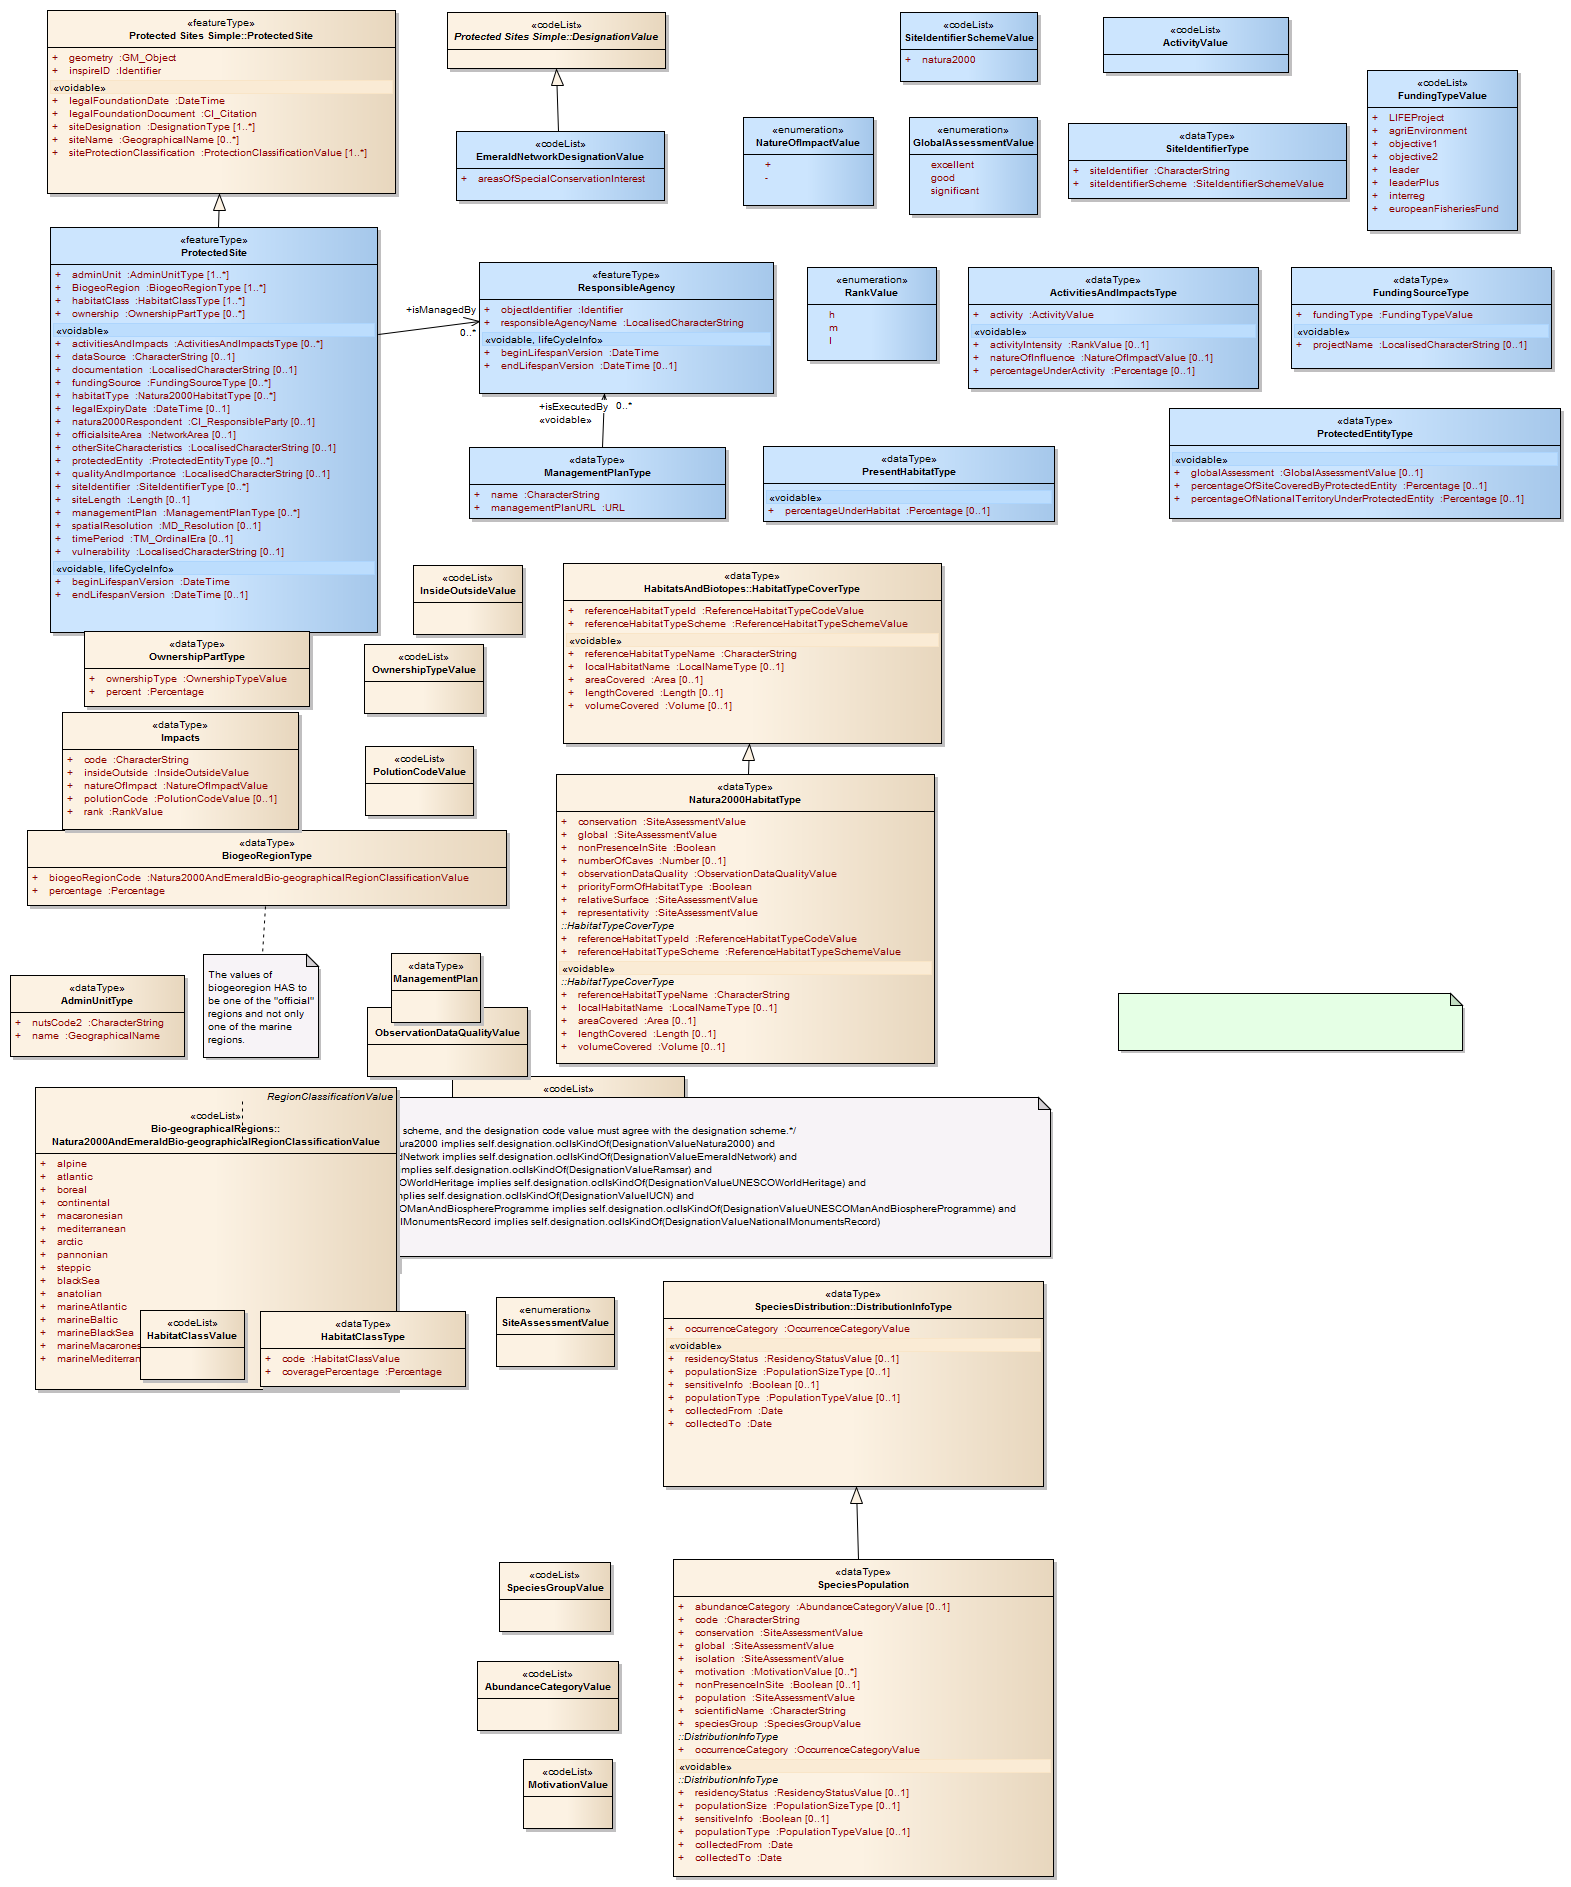 «featureType»
Protected Sites Simple::ProtectedSite
+ geometry :GM_Object
+ inspireID :Identifier
«voidable»
+ legalFoundationDate :DateTime
+ legalFoundationDocument :CI_Citation
+ siteDesignation :DesignationType [1..*]
+ siteName :GeographicalName [0..*]
+ siteProtectionClassification :ProtectionClassificationValue [1..*]
«codeList»
Protected Sites Simple::DesignationValue
«codeList»
EmeraldNetworkDesignationValue
+ areasOfSpecialConservationInterest
«codeList»
SiteIdentifierSchemeValue
+ natura2000
«codeList»
ActivityValue
«codeList»
FundingTypeValue
+ LIFEProject
+ agriEnvironment
+ objective1
+ objective2
+ leader
+ leaderPlus
+ interreg
+ europeanFisheriesFund
«enumeration»
NatureOfImpactValue
+
-
«enumeration»
GlobalAssessmentValue
excellent
good
significant
«dataType»
SiteIdentifierType
+ siteIdentifier :CharacterString
+ siteIdentifierScheme :SiteIdentifierSchemeValue
«featureType»
ProtectedSite
+ adminUnit :AdminUnitType [1..*]
+ BiogeoRegion :BiogeoRegionType [1..*]
+ habitatClass :HabitatClassType [1..*]
+ ownership :OwnershipPartType [0..*]
«voidable»
+ activitiesAndImpacts :ActivitiesAndImpactsType [0..*]
+ dataSource :CharacterString [0..1]
+ documentation :LocalisedCharacterString [0..1]
+ fundingSource :FundingSourceType [0..*]
+ habitatType :Natura2000HabitatType [0..*]
+ legalExpiryDate :DateTime [0..1]
+ natura2000Respondent :CI_ResponsibleParty [0..1]
+ officialsiteArea :NetworkArea [0..1]
+ otherSiteCharacteristics :LocalisedCharacterString [0..1]
+ protectedEntity :ProtectedEntityType [0..*]
+ qualityAndImportance :LocalisedCharacterString [0..1]
+ siteIdentifier :SiteIdentifierType [0..*]
+ siteLength :Length [0..1]
+ managementPlan :ManagementPlanType [0..*]
+ spatialResolution :MD_Resolution [0..1]
+ timePeriod :TM_OrdinalEra [0..1]
+ vulnerability :LocalisedCharacterString [0..1]
«voidable, lifeCycleInfo»
+ beginLifespanVersion :DateTime
+ endLifespanVersion :DateTime [0..1]
+isManagedBy
0..*
«featureType»
ResponsibleAgency
+ objectIdentifier :Identifier
+ responsibleAgencyName :LocalisedCharacterString
«voidable, lifeCycleInfo»
+ beginLifespanVersion :DateTime
+ endLifespanVersion :DateTime [0..1]
+isExecutedBy 0..*
«voidable»
«dataType»
ManagementPlanType
+ name :CharacterString
+ managementPlanURL :URL
«enumeration»
RankValue
h
m
l
«dataType»
ActivitiesAndImpactsType
+ activity :ActivityValue
«voidable»
+ activityIntensity :RankValue [0..1]
+ natureOfInfluence :NatureOfImpactValue [0..1]
+ percentageUnderActivity :Percentage [0..1]
«dataType»
FundingSourceType
+ fundingType :FundingTypeValue
«voidable»
+ projectName :LocalisedCharacterString [0..1]
«dataType»
PresentHabitatType
«voidable»
+ percentageUnderHabitat :Percentage [0..1]
«dataType»
ProtectedEntityType
«voidable»
+ globalAssessment :GlobalAssessmentValue [0..1]
+ percentageOfSiteCoveredByProtectedEntity :Percentage [0..1]
+ percentageOfNationalTerritoryUnderProtectedEntity :Percentage [0..1]
«codeList»
InsideOutsideValue
«dataType»
HabitatsAndBiotopes::HabitatTypeCoverType
+ referenceHabitatTypeId :ReferenceHabitatTypeCodeValue
+ referenceHabitatTypeScheme :ReferenceHabitatTypeSchemeValue
«voidable»
+ referenceHabitatTypeName :CharacterString
+ localHabitatName :LocalNameType [0..1]
+ areaCovered :Area [0..1]
+ lengthCovered :Length [0..1]
+ volumeCovered :Volume [0..1]
«dataType»
OwnershipPartType
+ ownershipType :OwnershipTypeValue
+ percent :Percentage
«codeList»
OwnershipTypeValue
«dataType»
Impacts
+ code :CharacterString
+ insideOutside :InsideOutsideValue
+ natureOfImpact :NatureOfImpactValue
+ polutionCode :PolutionCodeValue [0..1]
+ rank :RankValue
«codeList»
PolutionCodeValue
«dataType»
BiogeoRegionType
+ biogeoRegionCode :Natura2000AndEmeraldBio-geographicalRegionClassificationValue
+ percentage :Percentage
«dataType»
Natura2000HabitatType
+ conservation :SiteAssessmentValue
+ global :SiteAssessmentValue
+ nonPresenceInSite :Boolean
+ numberOfCaves :Number [0..1]
+ observationDataQuality :ObservationDataQualityValue
+ priorityFormOfHabitatType :Boolean
+ relativeSurface :SiteAssessmentValue
+ representativity :SiteAssessmentValue
::HabitatTypeCoverType
+ referenceHabitatTypeId :ReferenceHabitatTypeCodeValue
+ referenceHabitatTypeScheme :ReferenceHabitatTypeSchemeValue
«voidable»
::HabitatTypeCoverType
+ referenceHabitatTypeName :CharacterString
+ localHabitatName :LocalNameType [0..1]
+ areaCovered :Area [0..1]
+ lengthCovered :Length [0..1]
+ volumeCovered :Volume [0..1]
«dataType»
AdminUnitType
+ nutsCode2 :CharacterString
+ name :GeographicalName
The values of
biogeoregion HAS to
be one of the "official"
regions and not only
one of the marine
regions.
«dataType»
ManagementPlan
ObservationDataQualityValue
«codeList»
RegionClassificationValue
«codeList»
Bio-geographicalRegions::
Natura2000AndEmeraldBio-geographicalRegionClassificationValue
+ alpine
+ atlantic
+ boreal
+ continental
+ macaronesian
+ mediterranean
+ arctic
+ pannonian
+ steppic
+ blackSea
+ anatolian
+ marineAtlantic
+ marineBaltic
+ marineBlackSea
+ marineMacarones
+ marineMediterran
scheme, and the designation code value must agree with the designation scheme.*/
ura2000 implies self.designation.oclIsKindOf(DesignationValueNatura2000) and
dNetwork implies self.designation.oclIsKindOf(DesignationValueEmeraldNetwork) and
implies self.designation.oclIsKindOf(DesignationValueRamsar) and
OWorldHeritage implies self.designation.oclIsKindOf(DesignationValueUNESCOWorldHeritage) and
mplies self.designation.oclIsKindOf(DesignationValueIUCN) and
OManAndBiosphereProgramme implies self.designation.oclIsKindOf(DesignationValueUNESCOManAndBiosphereProgramme) and
lMonumentsRecord implies self.designation.oclIsKindOf(DesignationValueNationalMonumentsRecord)
«codeList»
HabitatClassValue
«dataType»
HabitatClassType
+ code :HabitatClassValue
+ coveragePercentage :Percentage
«enumeration»
SiteAssessmentValue
«dataType»
SpeciesDistribution::DistributionInfoType
+ occurrenceCategory :OccurrenceCategoryValue
«voidable»
+ residencyStatus :ResidencyStatusValue [0..1]
+ populationSize :PopulationSizeType [0..1]
+ sensitiveInfo :Boolean [0..1]
+ populationType :PopulationTypeValue [0..1]
+ collectedFrom :Date
+ collectedTo :Date
«codeList»
SpeciesGroupValue
«codeList»
AbundanceCategoryValue
«codeList»
MotivationValue
«dataType»
SpeciesPopulation
+ abundanceCategory :AbundanceCategoryValue [0..1]
+ code :CharacterString
+ conservation :SiteAssessmentValue
+ global :SiteAssessmentValue
+ isolation :SiteAssessmentValue
+ motivation :MotivationValue [0..*]
+ nonPresenceInSite :Boolean [0..1]
+ population :SiteAssessmentValue
+ scientificName :CharacterString
+ speciesGroup :SpeciesGroupValue
::DistributionInfoType
+ occurrenceCategory :OccurrenceCategoryValue
«voidable»
::DistributionInfoType
+ residencyStatus :ResidencyStatusValue [0..1]
+ populationSize :PopulationSizeType [0..1]
+ sensitiveInfo :Boolean [0..1]
+ populationType :PopulationTypeValue [0..1]
+ collectedFrom :Date
+ collectedTo :Date